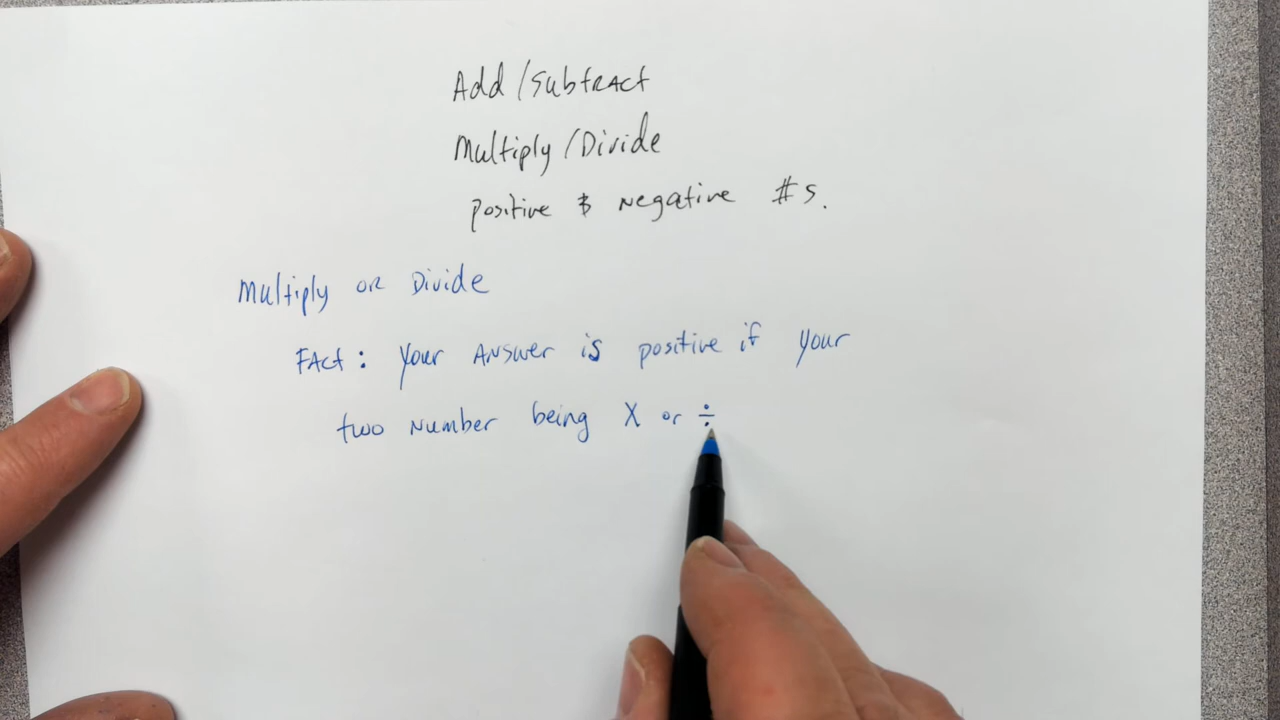 Add/Subtract
Multiply/Divide
positive & negative #s.
Multiply or Divide
Fact: your Answer is positive if your
two number being X or ÷